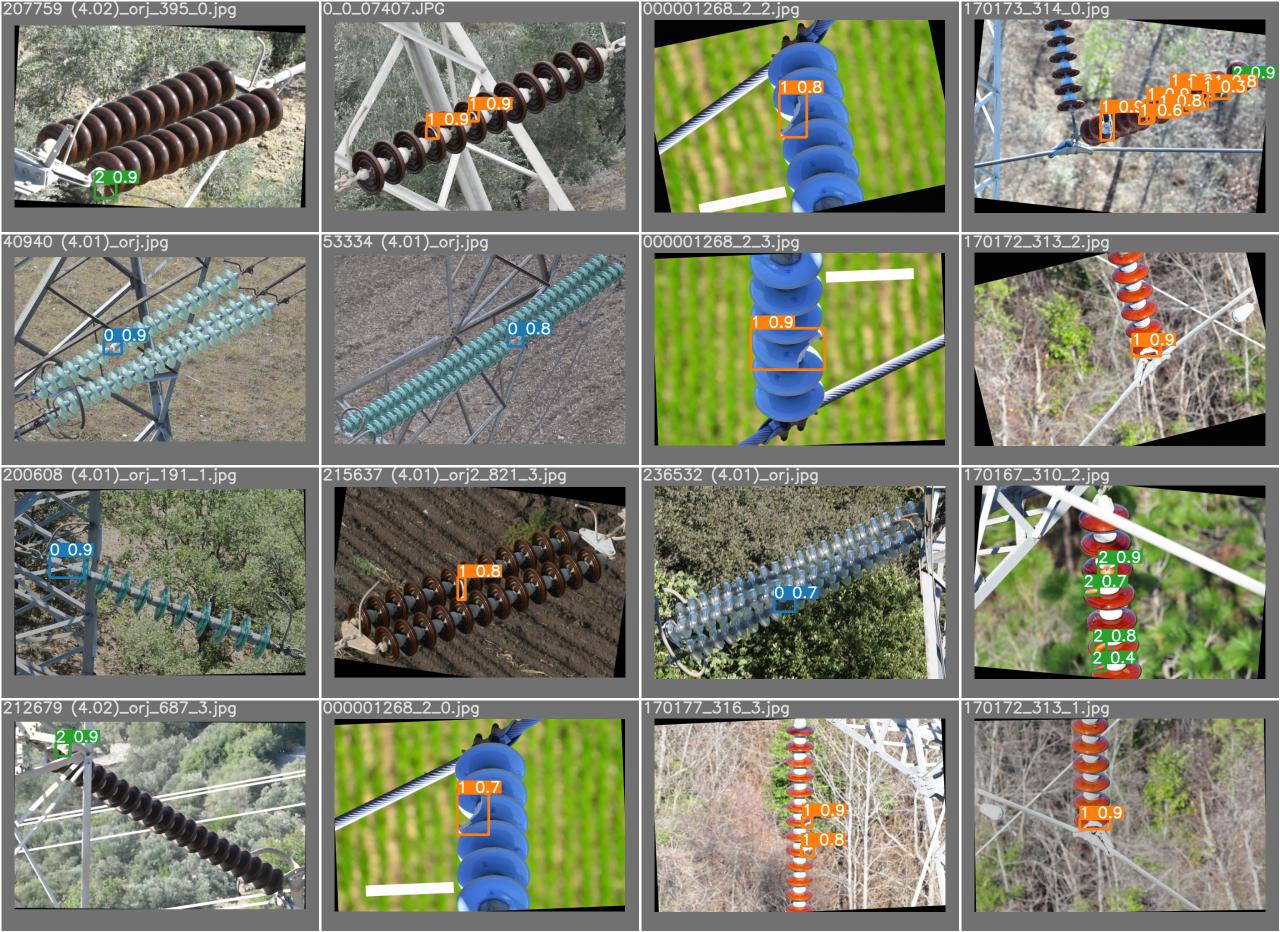 207759 (4.02)_orj_395_0.jpg
2 0.9
0_0_07407.JPG
1 0.9
1 0.9
000001268_2_2.jpg
1 0.8
170173_314_0.jpg
2 0.9
1 0.9
0.8
1 0.3
1 0.6
40940 (4.01)_orj.jpg
0 0.9
53334 (4.01)_orj.jpg
0 0.8
000001268_2_3.jpg
1 0.9
170172_313_2.jpg
1 0.9
200608 (4.01)_orj_191_1.jpg
0 0.9
215637 (4.01)_orj2_821_3.jpg
1 0.8
236532 (4.01)_orj.jpg
0 0.7
170167_310_2.jpg
2 0.9
2 0.7
2 0.8
2 0.4
212679 (4.02)_orj_687_3.jpg
2 0.9
000001268_2_0.jpg
1 0.7
170177_316_3.jpg
1 0.9
1 0.8
170172_313_1.jpg
1 0.9